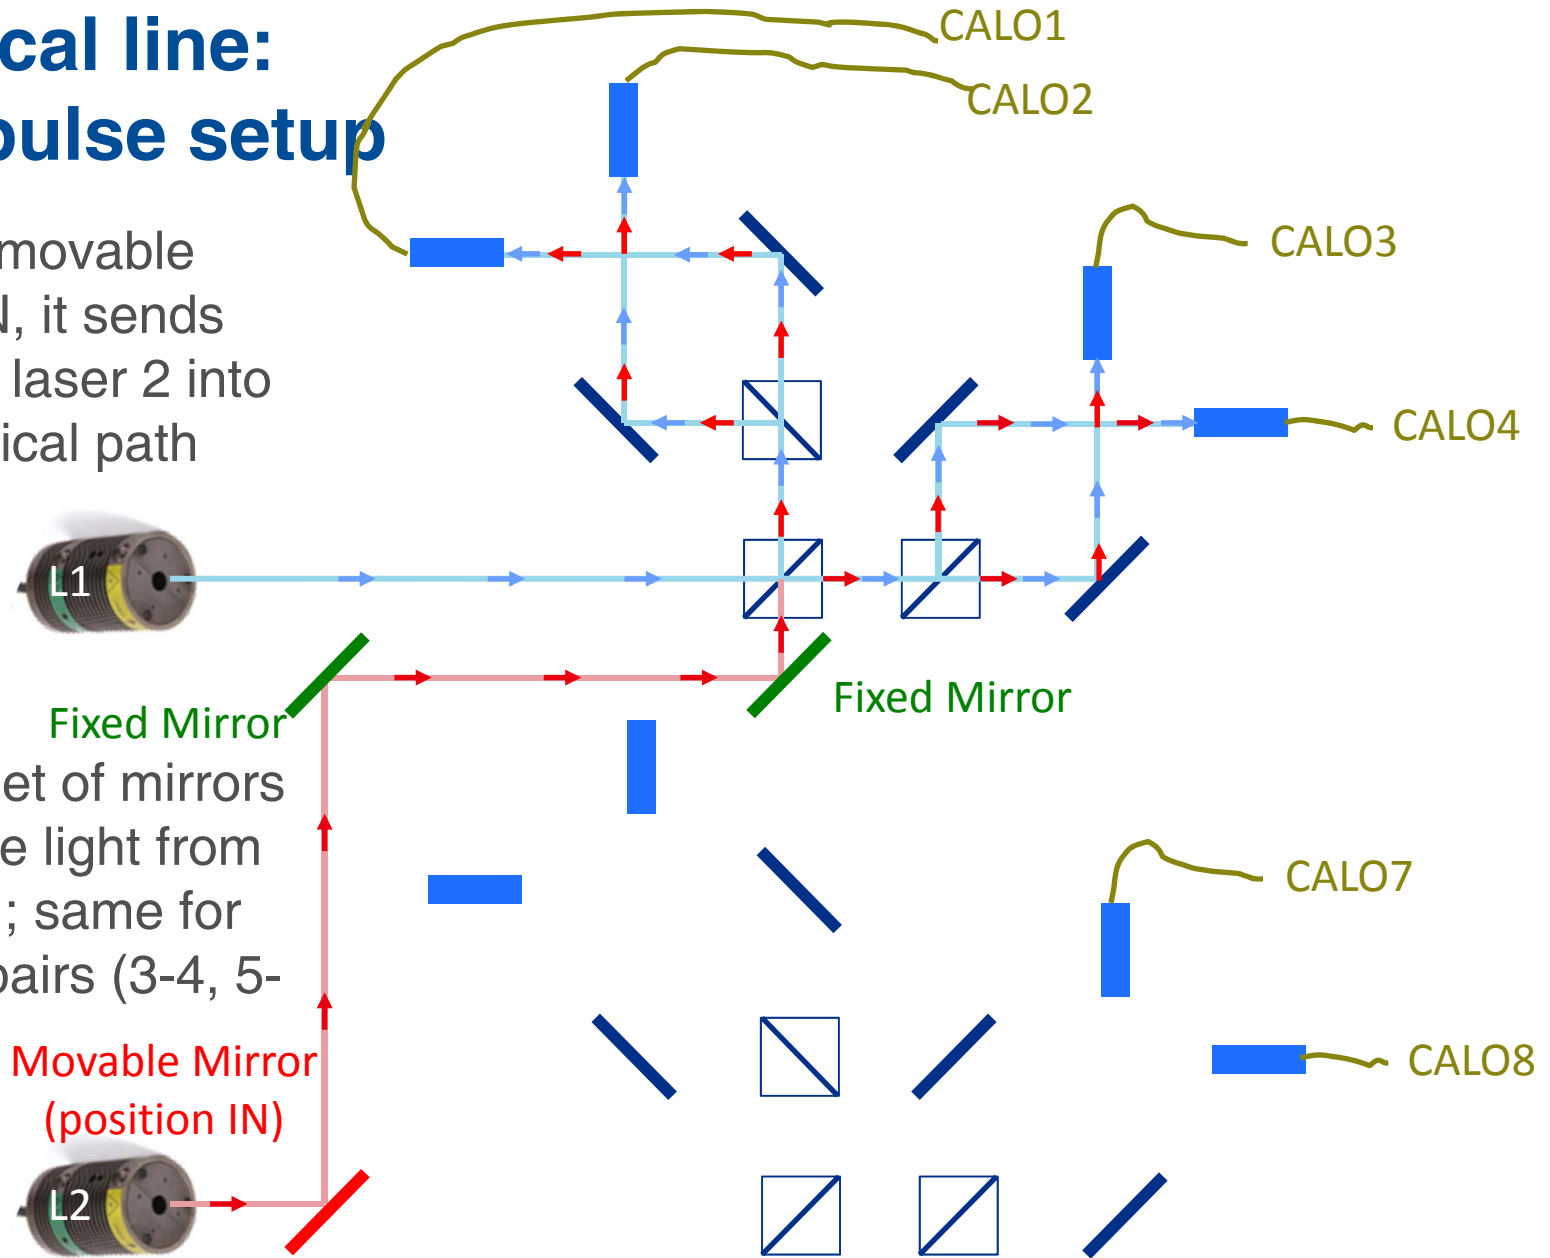 cal line:
pulse setup
CALO1
CALO2
movable
N, it sends
laser 2 into
ical path
CALO3
CALO4
L1
Fixed Mirror
Fixed Mirror
et of mirrors
e light from
; same for
pairs (3-4, 5-
CALO7
CALO8
Movable Mirror
(position IN)
L2